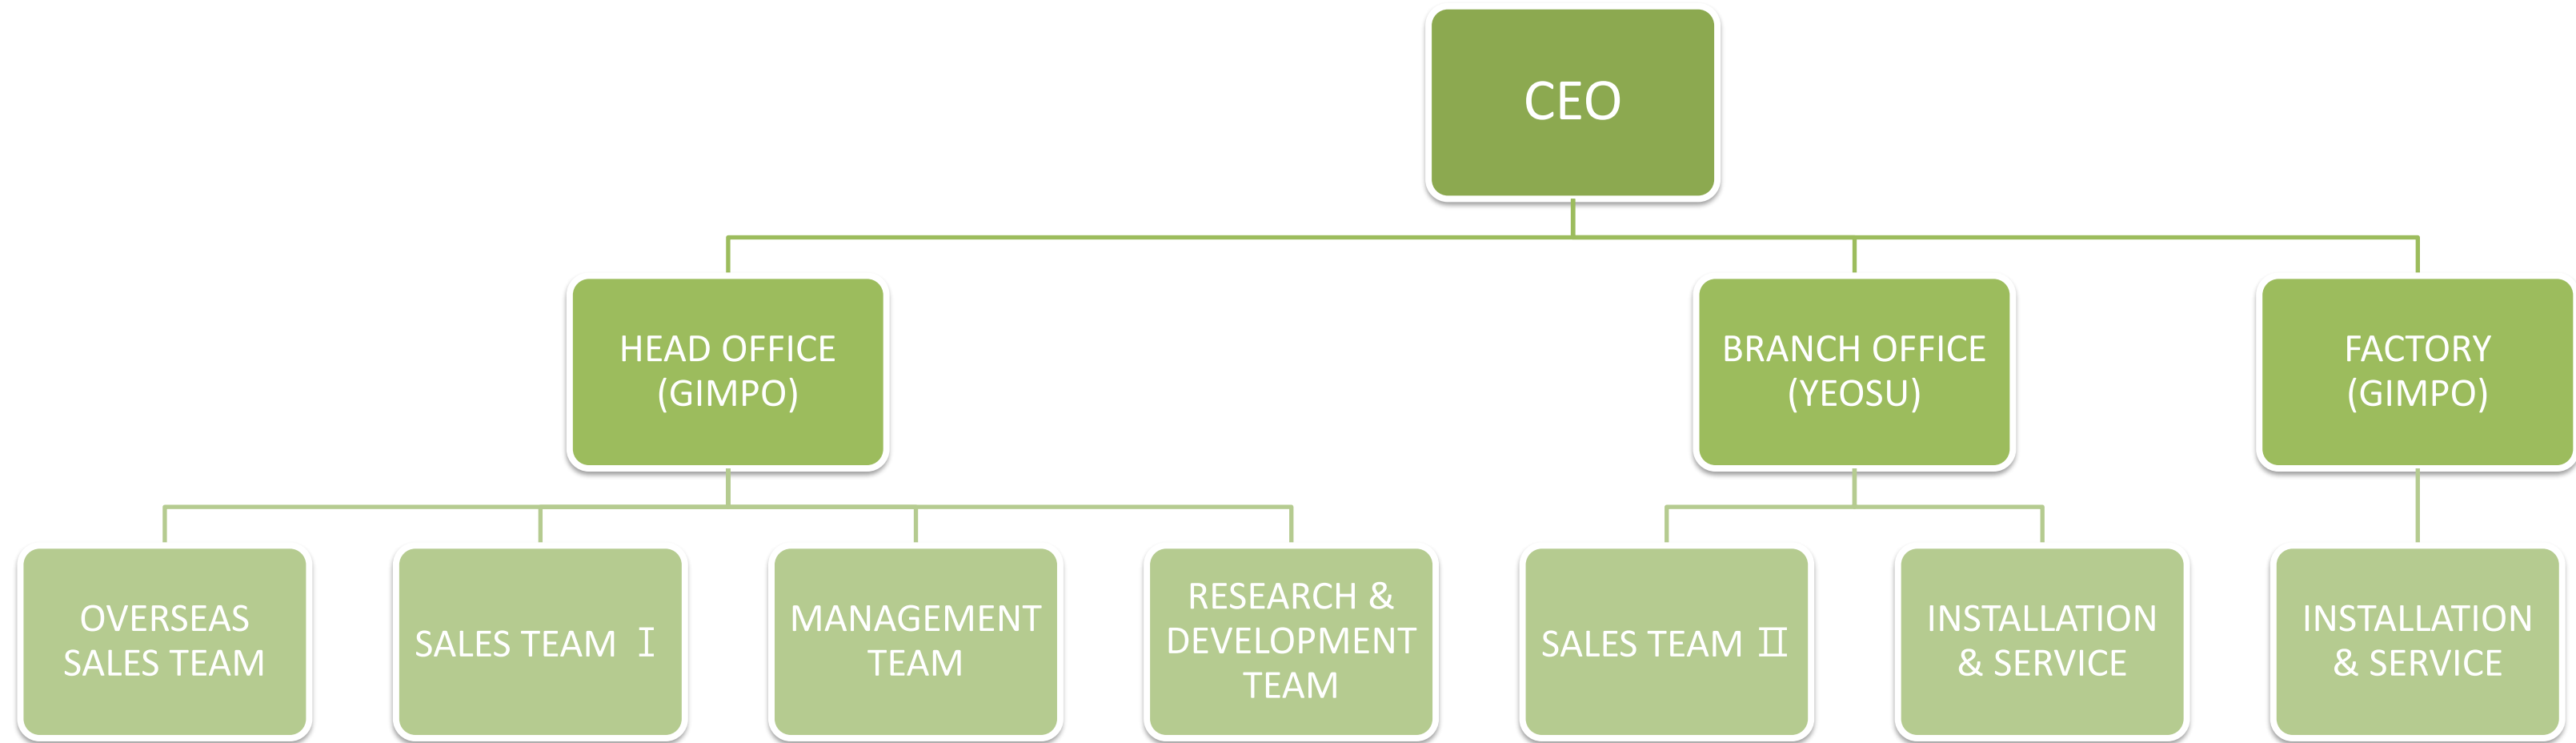 CEO
HEAD OFFICE
(GIMPO)
BRANCH OFFICE
(YEOSU)
FACTORY
(GIMPO)
OVERSEAS
SALES TEAM
SALES TEAM Ⅰ
MANAGEMENT
TEAM
RESEARCH &
DEVELOPMENT
TEAM
SALES TEAM Ⅱ
INSTALLATION
& SERVICE
INSTALLATION
& SERVICE